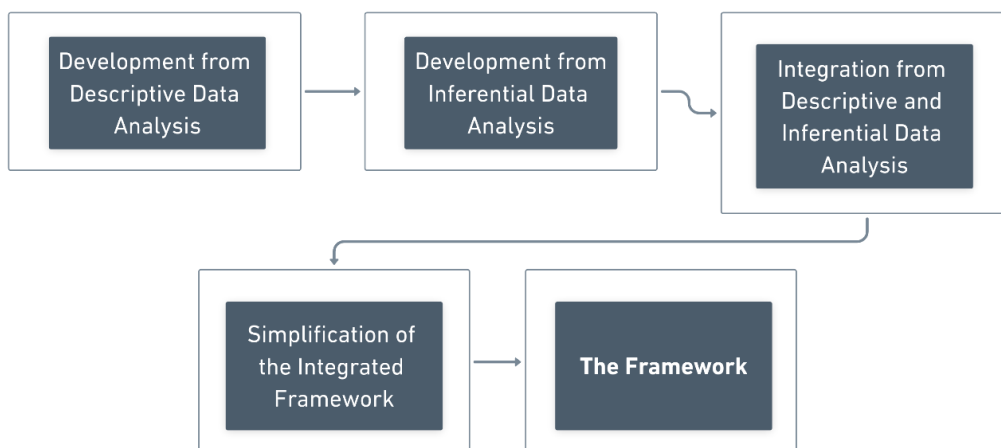 Development from
Descriptive Data
Analysis
Development from
Inferential Data
Analysis
Integration from
Descriptive and
Inferential Data
Analysis
Simplification of
the Integrated
Framework
The Framework